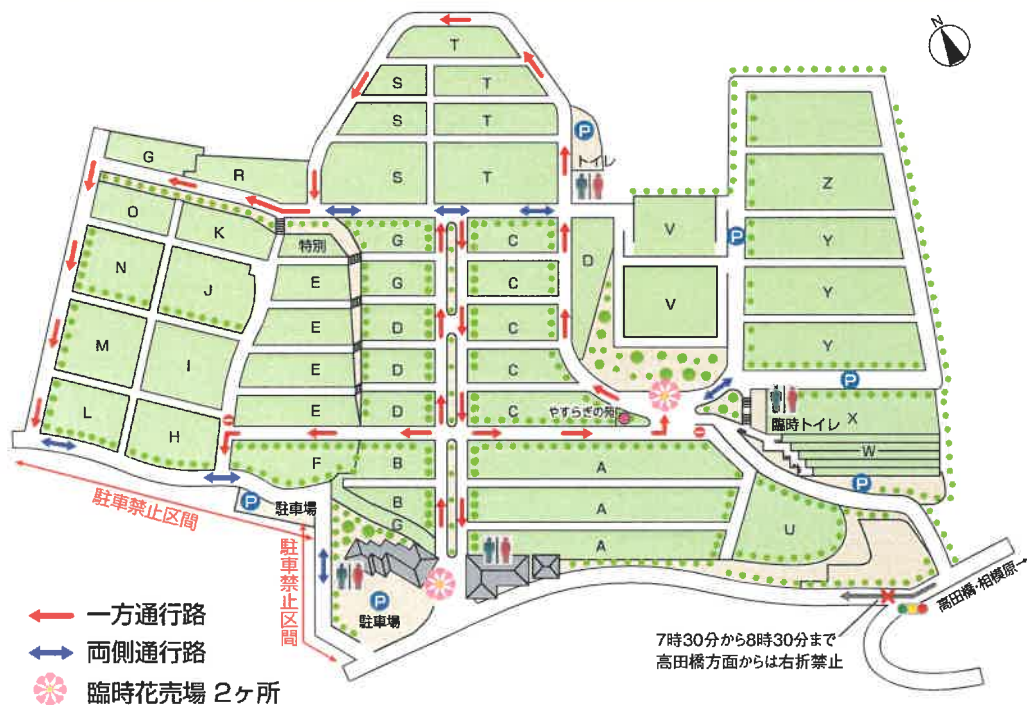 N
T
S
T
P
S
T
トイレ
G
R
S
T
Z
O
K
特別
G
C
D
V
P
Y
N
J
E
G
C
V
Y
M
I
E
D
C
Y
E
D
C
P
L
H
E
D
C
やすらぎの苑
臨時トイレ
X
W
F
B
A
P
駐車禁止区間
P
駐車場
B
A
G
U
A
駐車禁止区間
P
駐車場
高田橋・相模原→
一方通行路
両側通行路
臨時花売場 2ヶ所
7時30分から8時30分まで
高田橋方面からは右折禁止